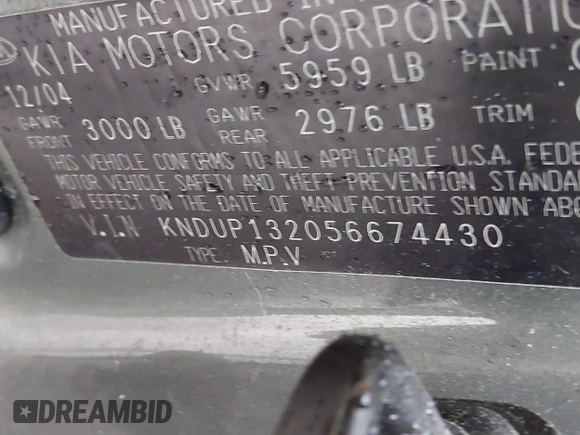 MANUFACTURED
KIA MOTORS CORPORATION
12/04 GVWR 5959 LB PAINT
GAWR FRONT 3000 LB GAWR REAR 2976 LB TRIM
THIS VEHICLE CONFORMS TO ALL APPLICABLE U.S.A. FEDE
MOTOR VEHICLE SAFETY AND THEFT PREVENTION STANDA
IN EFFECT ON THE DATE OF MANUFACTURE SHOWN ABO
V.I.N KNDUP132056674430
TYPE M.P.V
DREAMBID